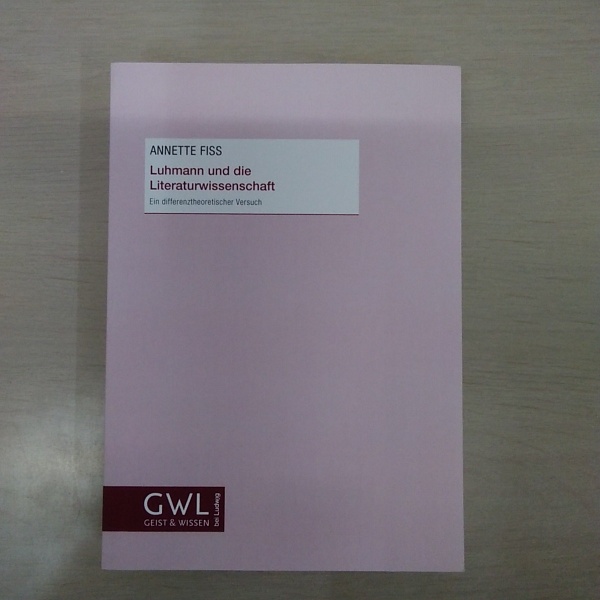 ANNETTE FISS
Luhmann und die
Literaturwissenschaft
Ein differenztheoretischer Versuch
GWL
GEIST & WISSEN
bei Ludwig